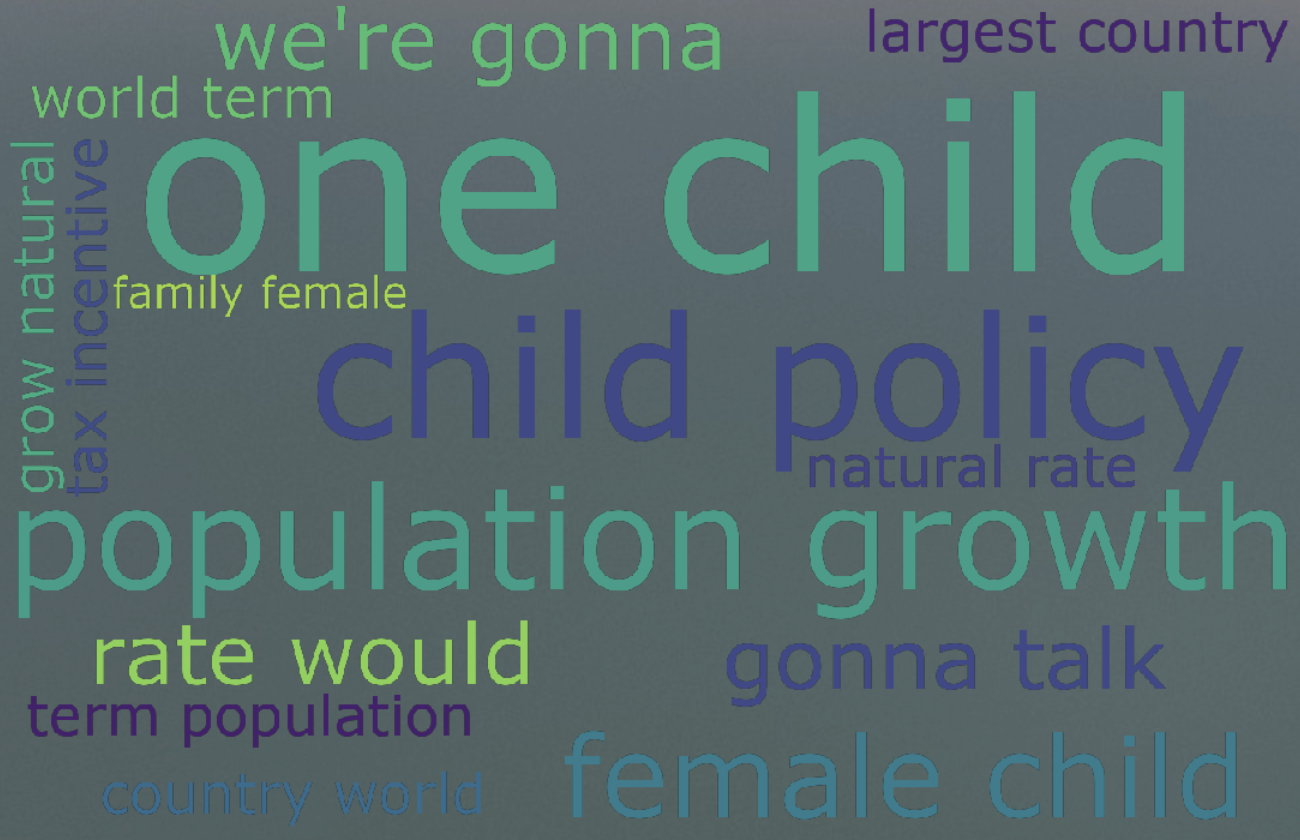 we're gonna
largest country
world term
one child
grow natural
tax incentive
family female
child policy
natural rate
population growth
rate would
gonna talk
term population
female child
country world